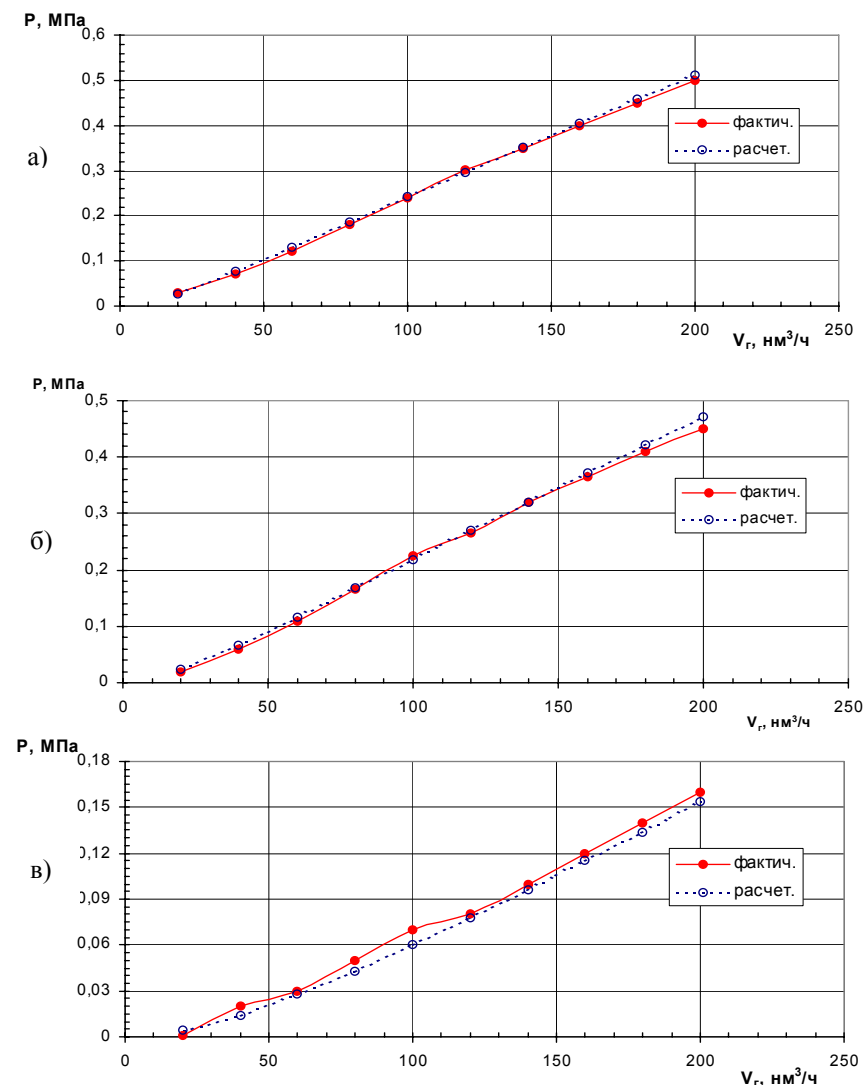 P, МПа
0,6
0,5
0,4
0,3
0,2
0,1
0
0 50 100 150 200 250
Vг, нм³/ч
фактич.
расчет.
а)
P, МПа
0,5
0,4
0,3
0,2
0,1
0
0 50 100 150 200 250
Vг, нм³/ч
фактич.
расчет.
б)
P, МПа
0,18
0,15
0,12
0,09
0,06
0,03
0
0 50 100 150 200 250
Vг, нм³/ч
фактич.
расчет.
в)